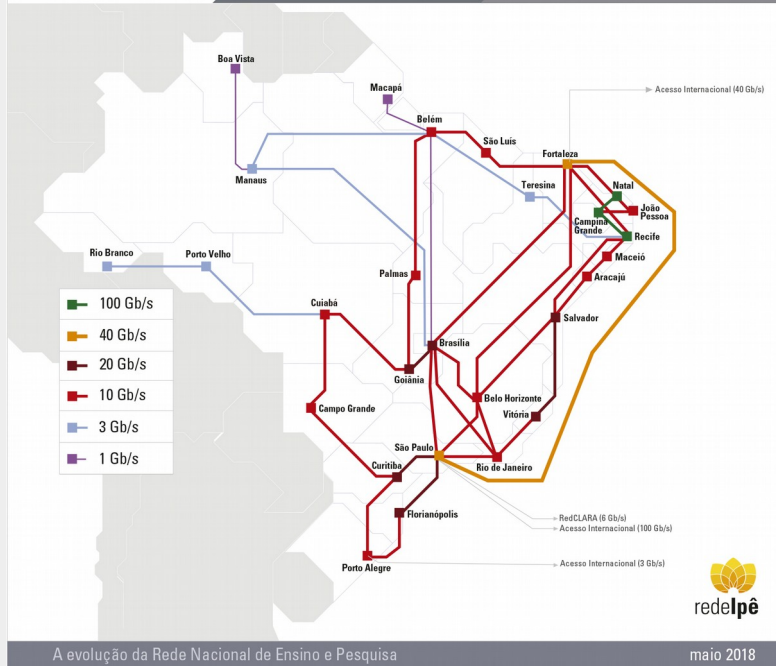 Boa Vista
Macapá
Acesso Internacional (40 Gb/s)
Belém
São Luis
Fortaleza
Manaus
Teresina
Natal
João
Pessoa
Campina
Grande
Recife
Rio Branco
Porto Velho
Maceió
Palmas
Aracajú
100 Gb/s
Cuiabá
Salvador
40 Gb/s
Brasília
20 Gb/s
Goiânia
10 Gb/s
Belo Horizonte
Campo Grande
Vitória
3 Gb/s
São Paulo
1 Gb/s
Curitiba
Rio de Janeiro
Florianópolis
RedCLARA (6 Gb/s)
Acesso Internacional (100 Gb/s)
Porto Alegre
Acesso Internacional (3 Gb/s)
redeIpê
A evolução da Rede Nacional de Ensino e Pesquisa
maio 2018